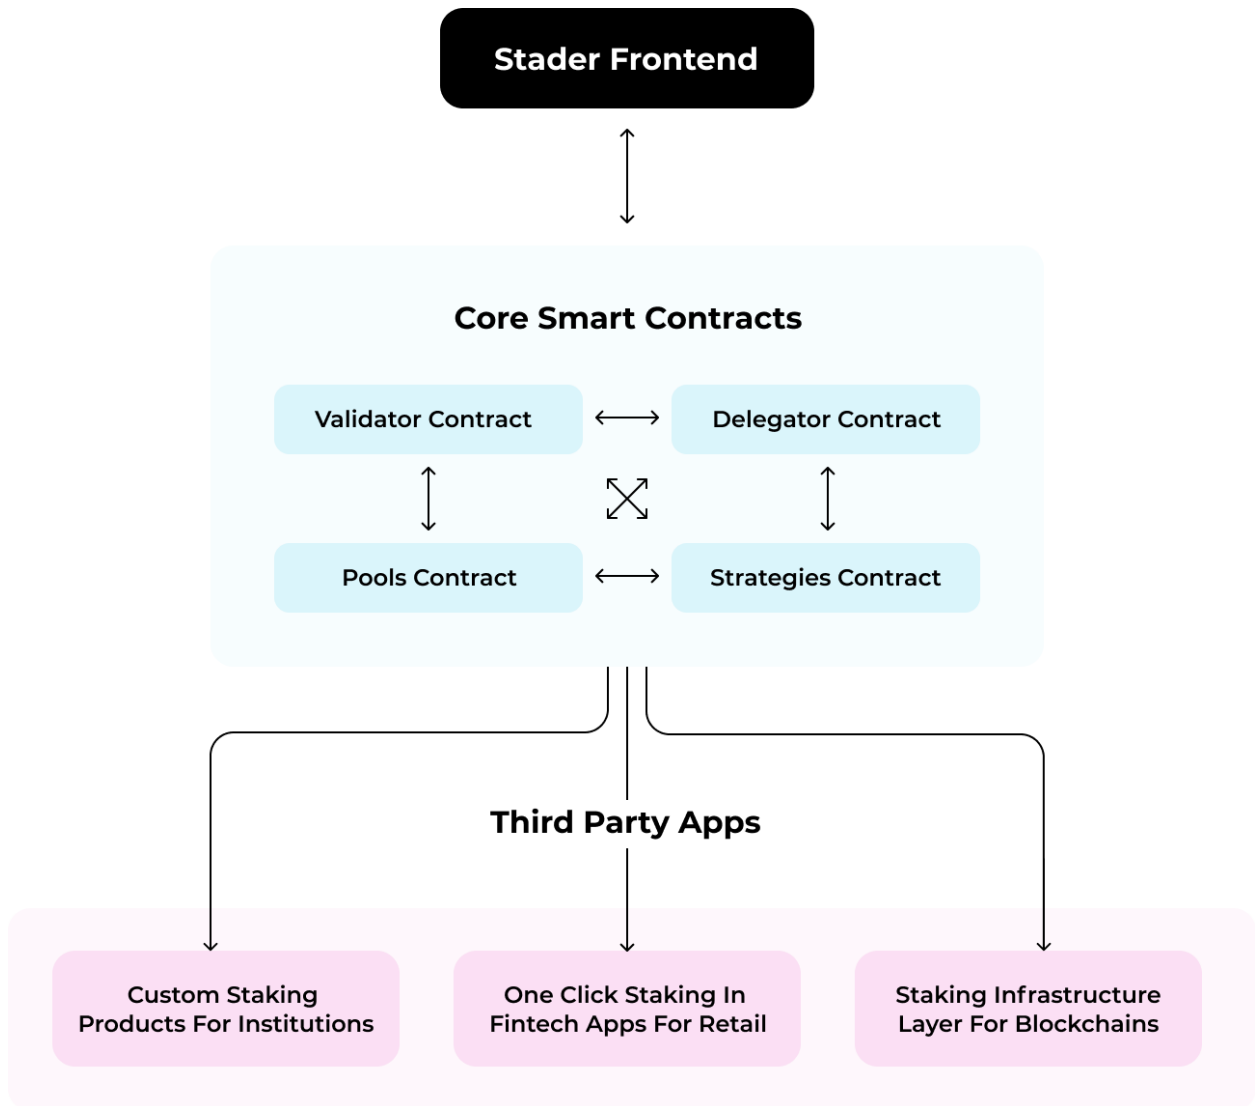 Stader Frontend
Core Smart Contracts
Validator Contract
Delegator Contract
Pools Contract
Strategies Contract
Third Party Apps
Custom Staking
Products For Institutions
One Click Staking In
Fintech Apps For Retail
Staking Infrastructure
Layer For Blockchains